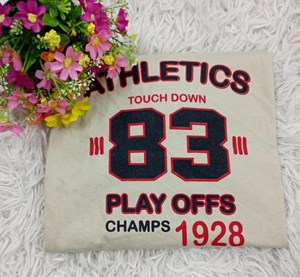 ATHLETICS
TOUCH DOWN
83
PLAY OFFS
CHAMPS 1928